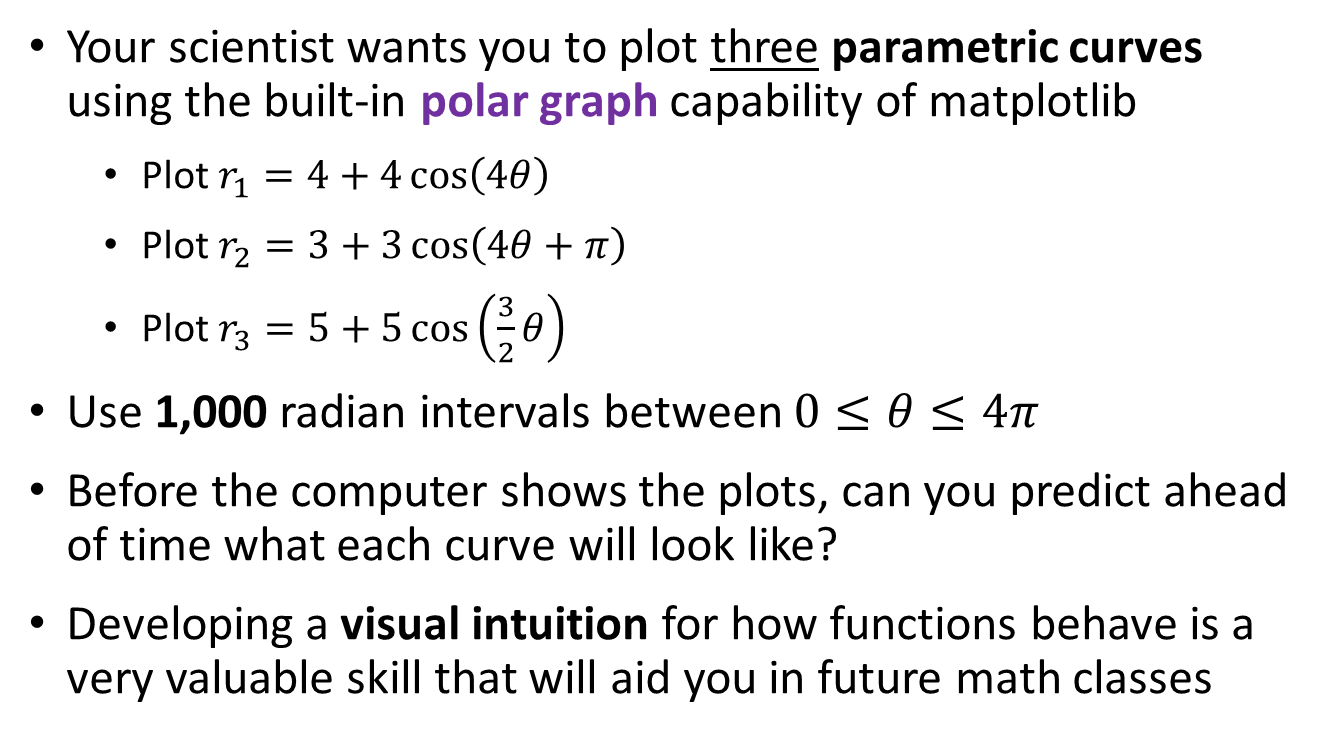 • Your scientist wants you to plot three parametric curves
using the built-in polar graph capability of matplotlib
• Plot r₁ = 4 + 4 cos(4θ)
• Plot r₂ = 3 + 3 cos(4θ + π)
• Plot r₃ = 5 + 5 cos(3/2 θ)
• Use 1,000 radian intervals between 0 ≤ θ ≤ 4π
• Before the computer shows the plots, can you predict ahead
of time what each curve will look like?
• Developing a visual intuition for how functions behave is a
very valuable skill that will aid you in future math classes